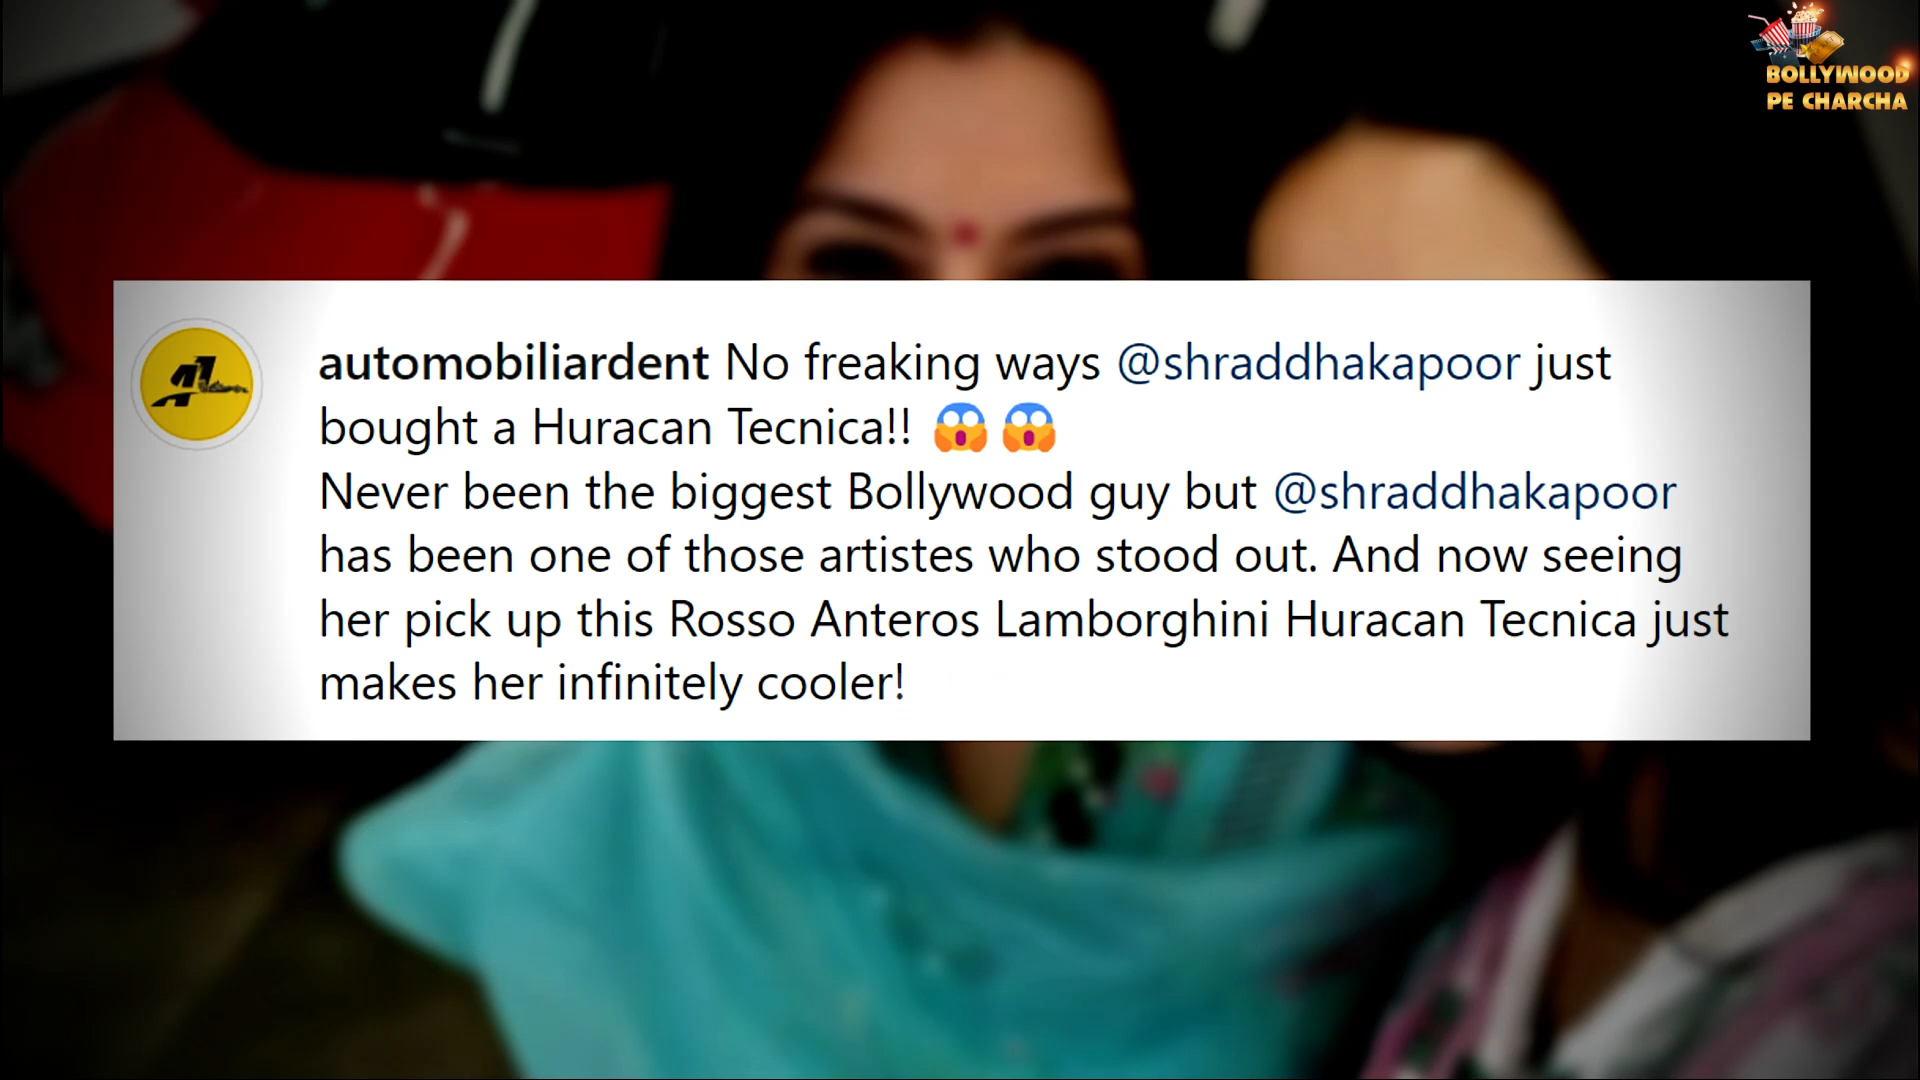 BOLLYWOOD
PE CHARCHA
automobiliardent No freaking ways @shraddhakapoor just
bought a Huracan Tecnica!! 😱 😱
Never been the biggest Bollywood guy but @shraddhakapoor
has been one of those artistes who stood out. And now seeing
her pick up this Rosso Anteros Lamborghini Huracan Tecnica just
makes her infinitely cooler!